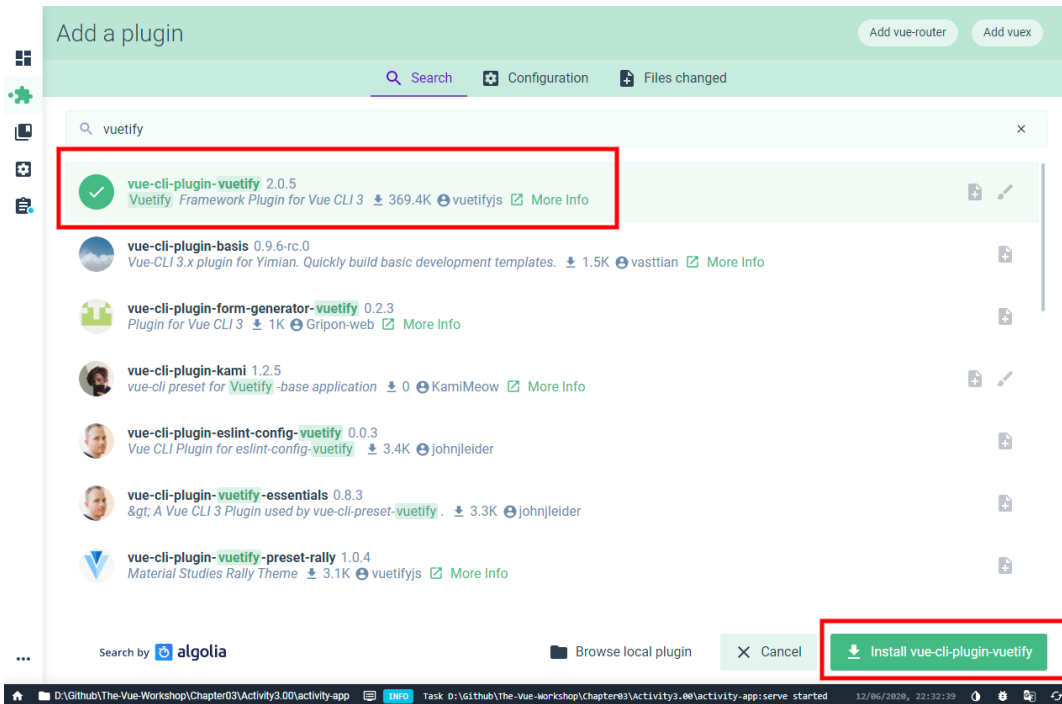 Add a plugin
Add vue-router
Add vuex
Search
Configuration
Files changed
vuetify
vue-cli-plugin-vuetify 2.0.5
Vuetify Framework Plugin for Vue CLI 3 369.4K vuetifyjs More Info
vue-cli-plugin-basis 0.9.6-rc.0
Vue-CLI 3.x plugin for Yimian. Quickly build basic development templates. 1.5K vasttian More Info
vue-cli-plugin-form-generator-vuetify 0.2.3
Plugin for Vue CLI 3 1K Gripon-web More Info
vue-cli-plugin-kami 1.2.5
vue-cli preset for Vuetify -base application 0 KamiMeow More Info
vue-cli-plugin-eslint-config-vuetify 0.0.3
Vue CLI Plugin for eslint-config-vuetify 3.4K johnjleider
vue-cli-plugin-vuetify-essentials 0.8.3
&gt; A Vue CLI 3 Plugin used by vue-cli-preset-vuetify . 3.3K johnjleider
vue-cli-plugin-vuetify-preset-rally 1.0.4
Material Studies Rally Theme 3.1K vuetifyjs More Info
Search by algolia
Browse local plugin
Cancel
Install vue-cli-plugin-vuetify
D:\Github\The-Vue-Workshop\Chapter03\Activity3.00\activity-app INFO Task D:\Github\The-Vue-Workshop\Chapter03\Activity3.00\activity-app:serve started 12/06/2020, 22:32:39